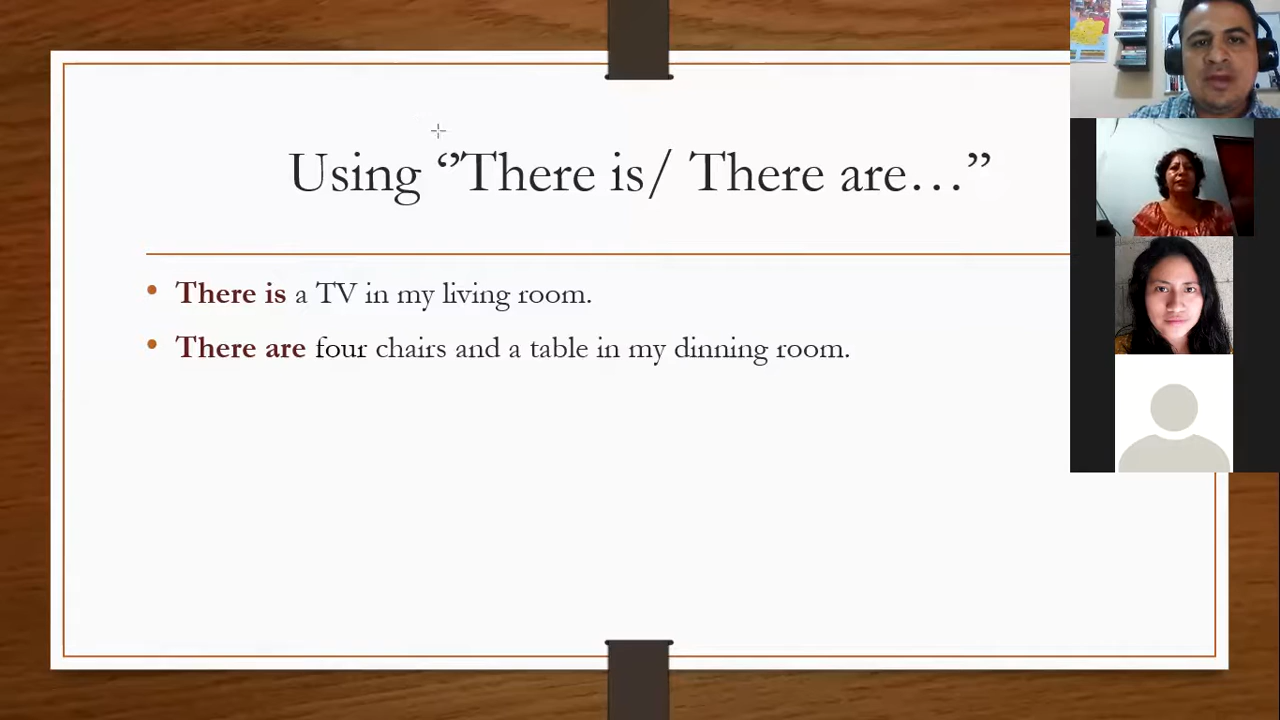 Using “There is/ There are…”
• There is a TV in my living room.
• There are four chairs and a table in my dinning room.